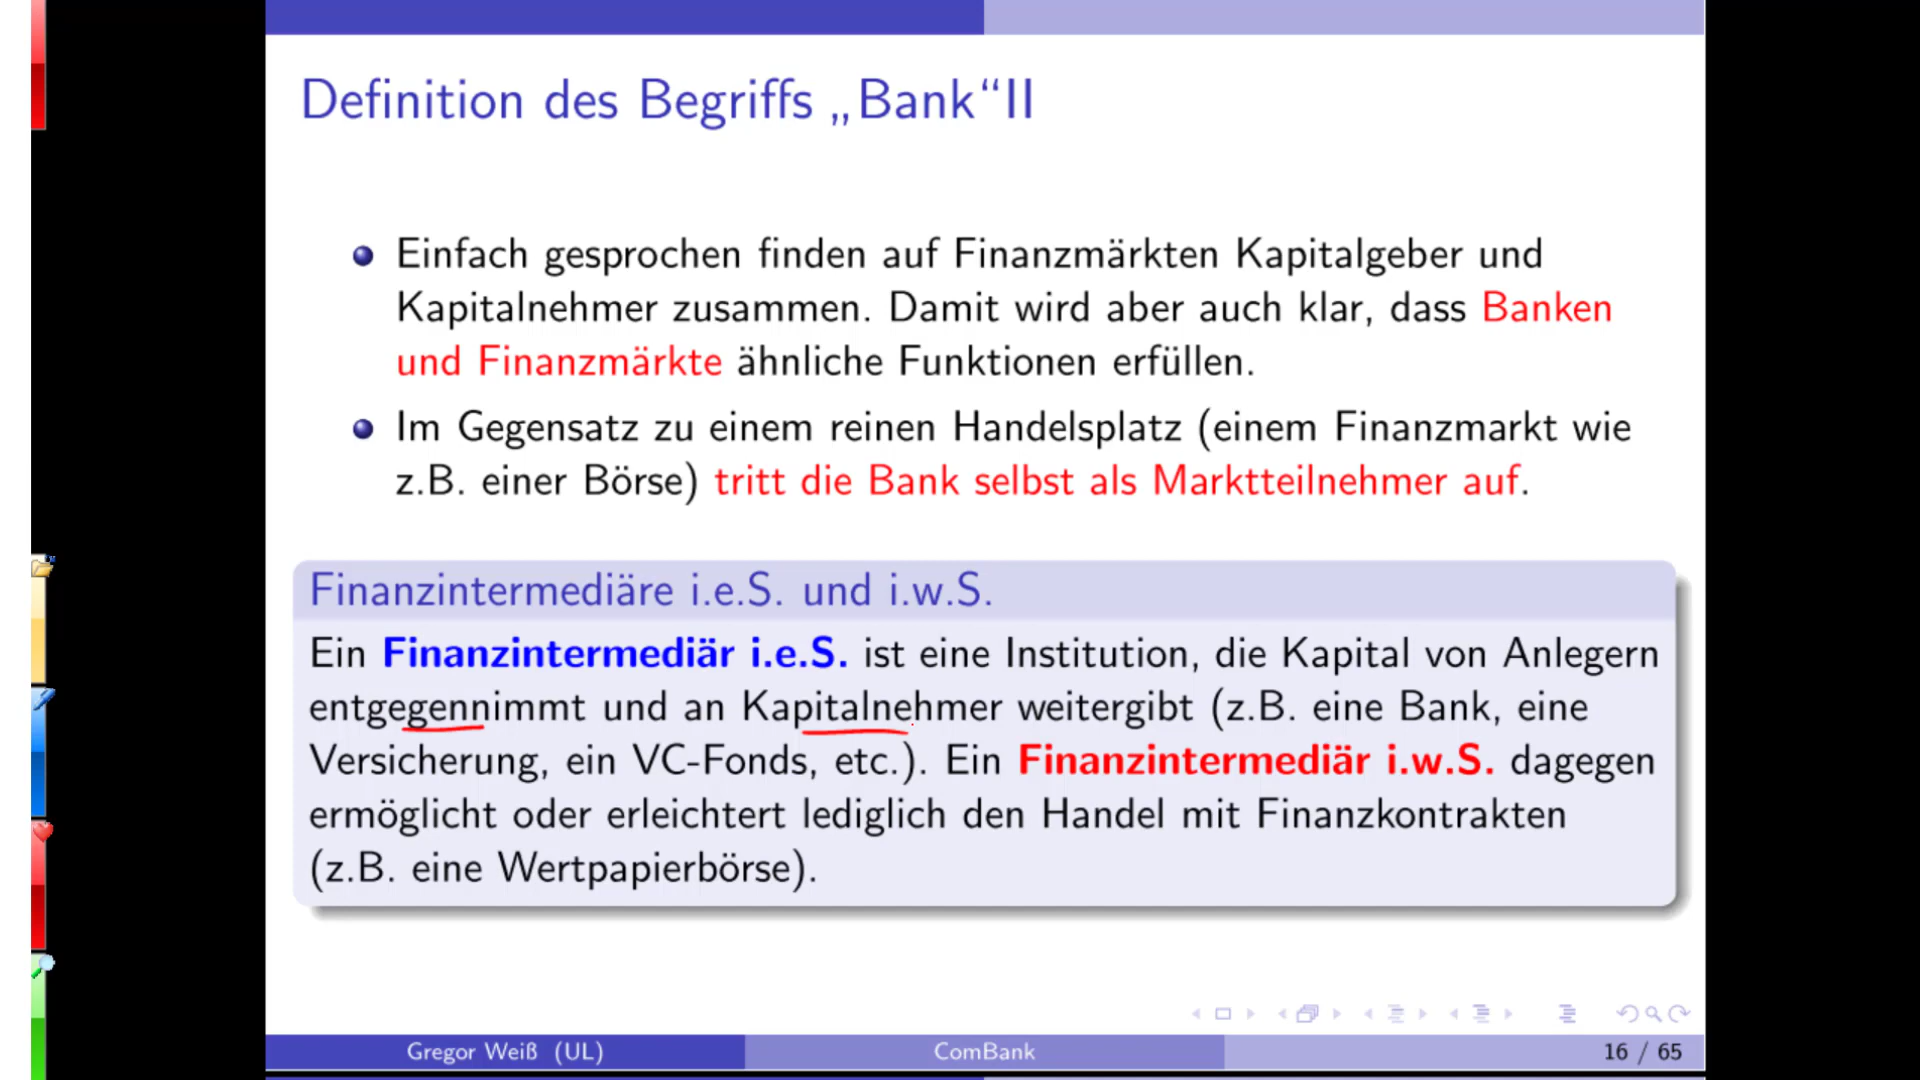 Definition des Begriffs „Bank“II
Einfach gesprochen finden auf Finanzmärkten Kapitalgeber und
Kapitalnehmer zusammen. Damit wird aber auch klar, dass Banken
und Finanzmärkte ähnliche Funktionen erfüllen.
Im Gegensatz zu einem reinen Handelsplatz (einem Finanzmarkt wie
z.B. einer Börse) tritt die Bank selbst als Marktteilnehmer auf.
Finanzintermediäre i.e.S. und i.w.S.
Ein Finanzintermediär i.e.S. ist eine Institution, die Kapital von Anlegern
entgegennimmt und an Kapitalnehmer weitergibt (z.B. eine Bank, eine
Versicherung, ein VC-Fonds, etc.). Ein Finanzintermediär i.w.S. dagegen
ermöglicht oder erleichtert lediglich den Handel mit Finanzkontrakten
(z.B. eine Wertpapierbörse).
Gregor Weiß (UL)
ComBank
16 / 65